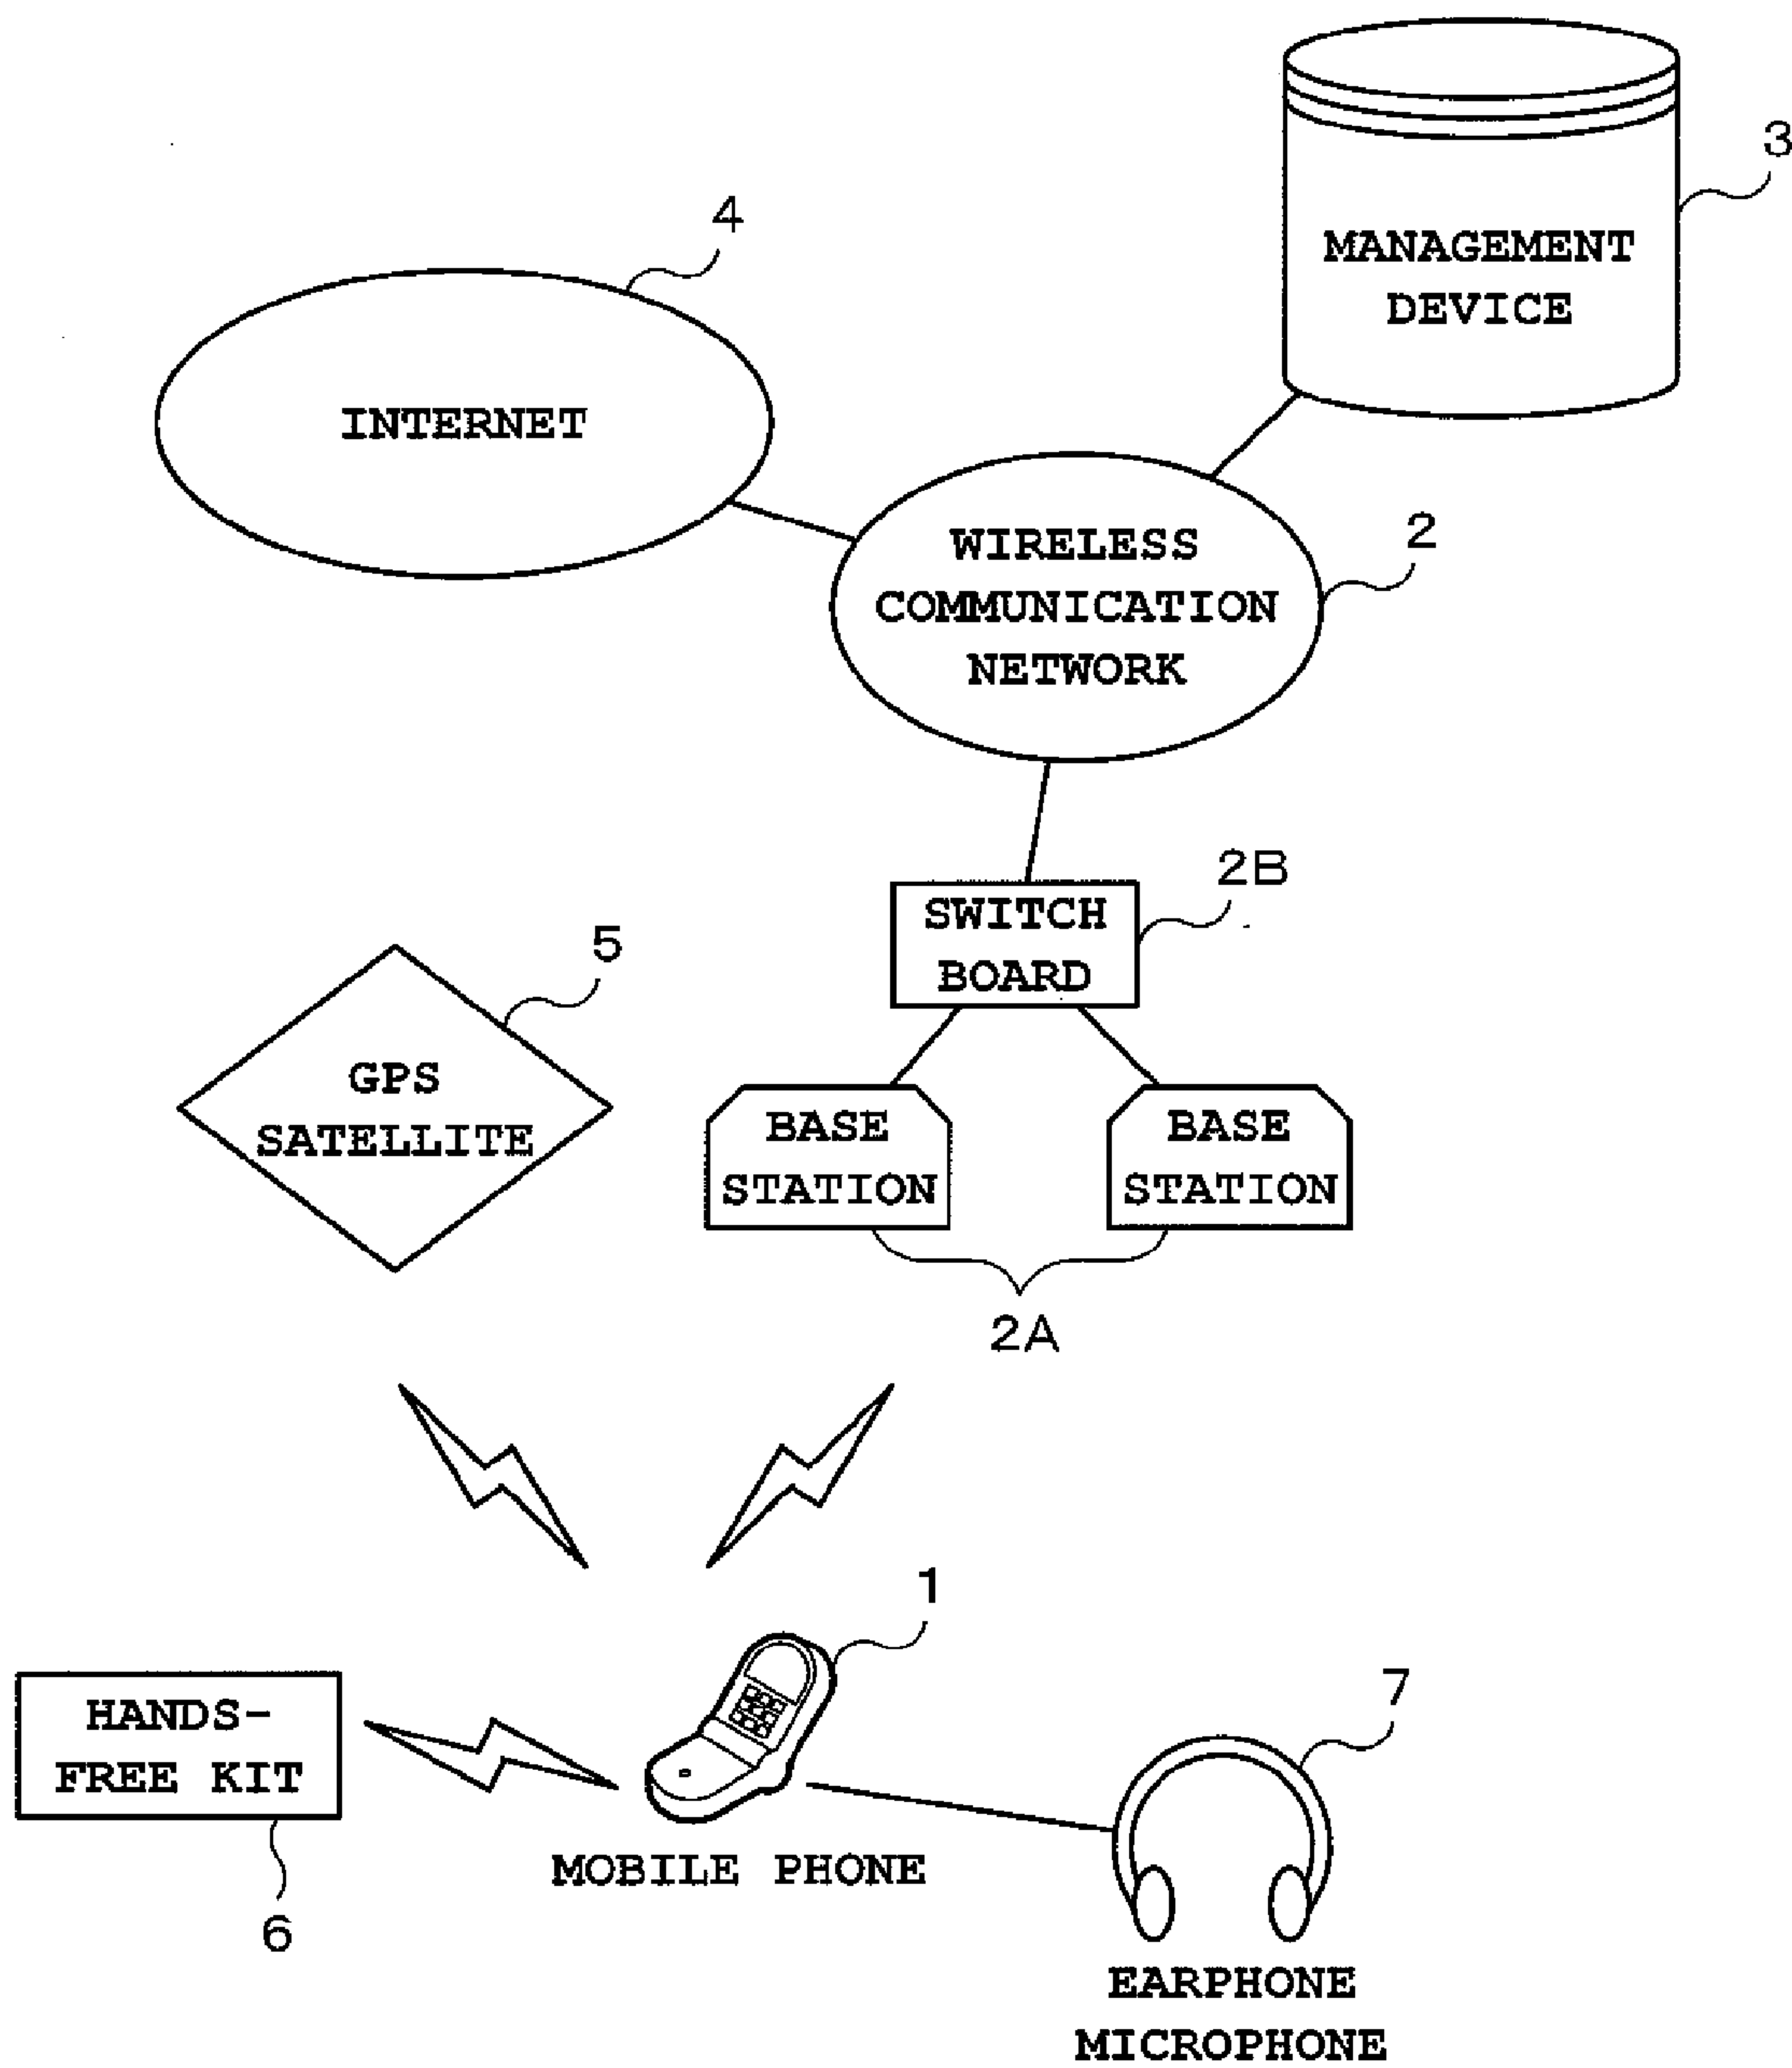 3
MANAGEMENT
DEVICE
4
INTERNET
2
WIRELESS
COMMUNICATION
NETWORK
2B
SWITCH
BOARD
5
GPS
SATELLITE
BASE
STATION
BASE
STATION
2A
1
HANDS-
FREE KIT
6
MOBILE PHONE
7
EARPHONE
MICROPHONE